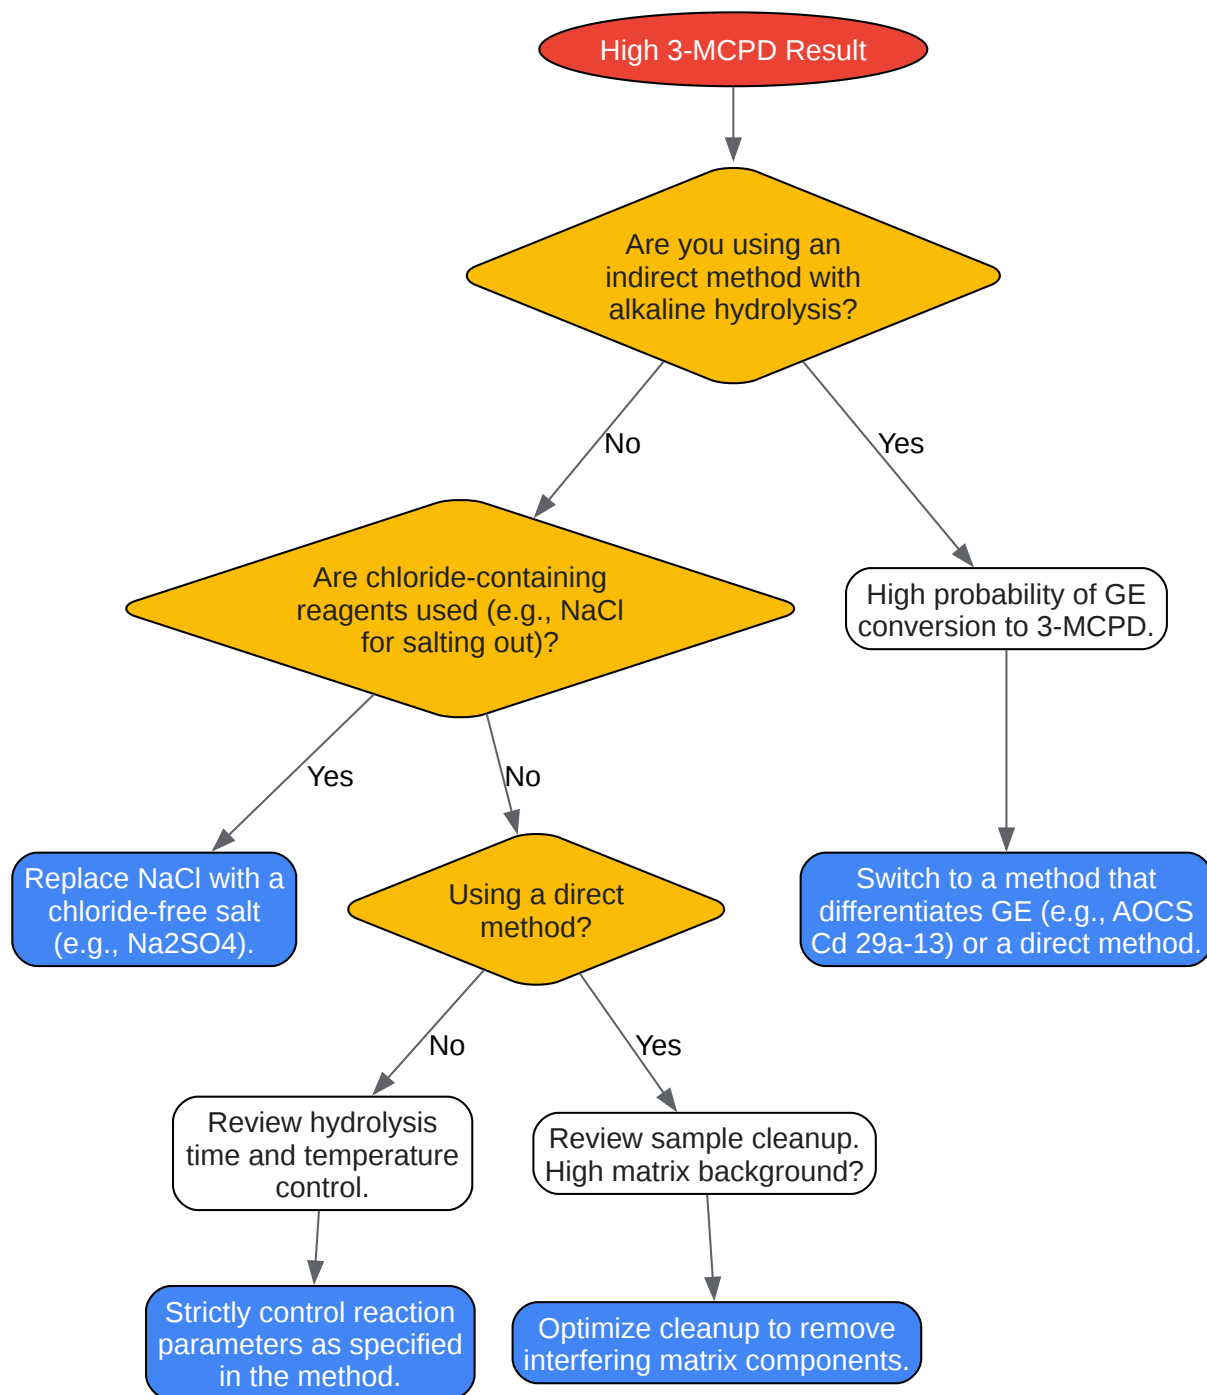 High 3-MCPD Result
Are you using an
indirect method with
alkaline hydrolysis?
No
Yes
Are chloride-containing
reagents used (e.g., NaCl
for salting out)?
High probability of GE
conversion to 3-MCPD.
Yes
No
Replace NaCl with a
chloride-free salt
(e.g., Na2SO4).
Using a direct
method?
Switch to a method that
differentiates GE (e.g., AOCS
Cd 29a-13) or a direct method.
No
Yes
Review hydrolysis
time and temperature
control.
Review sample cleanup.
High matrix background?
Strictly control reaction
parameters as specified
in the method.
Optimize cleanup to remove
interfering matrix components.